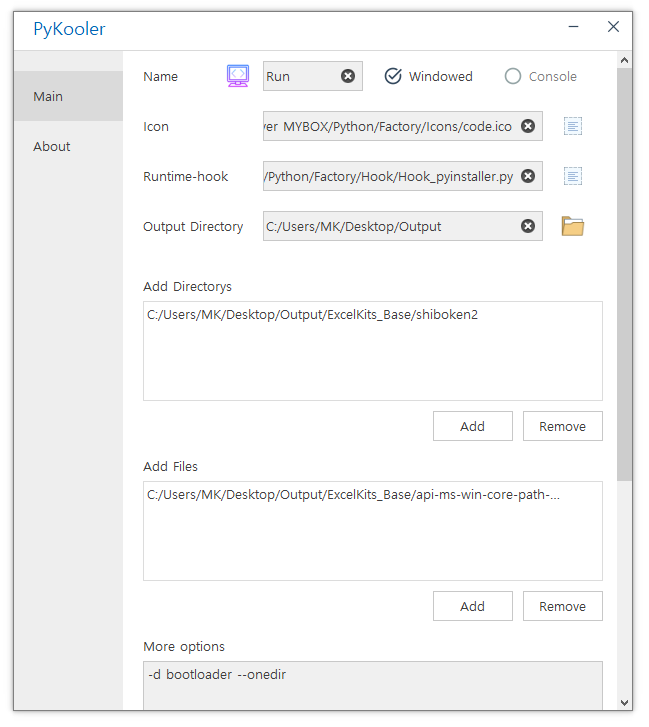 PyKooler
Main
About
Name
Run
Windowed
Console
Icon
MYBOX/Python/Factory/Icons/code.ico
Runtime-hook
/Python/Factory/Hook/Hook_pyinstaller.py
Output Directory
C:/Users/MK/Desktop/Output
Add Directorys
C:/Users/MK/Desktop/Output/ExcelKits_Base/shiboken2
Add
Remove
Add Files
C:/Users/MK/Desktop/Output/ExcelKits_Base/api-ms-win-core-path-...
Add
Remove
More options
-d bootloader --onedir